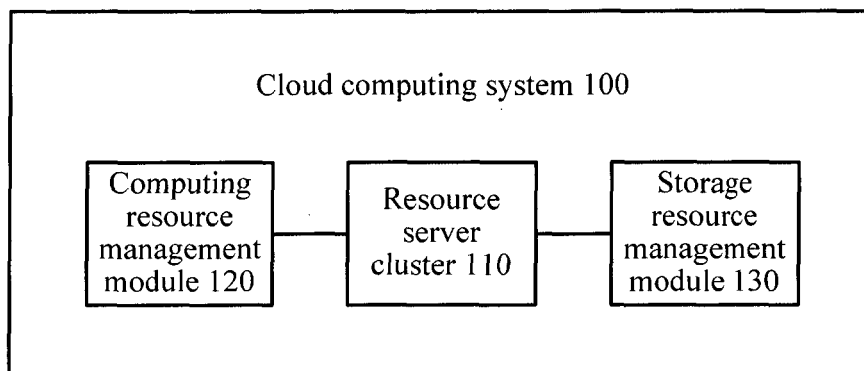 Cloud computing system 100
Computing
resource
management
module 120
Resource
server
cluster 110
Storage
resource
management
module 130